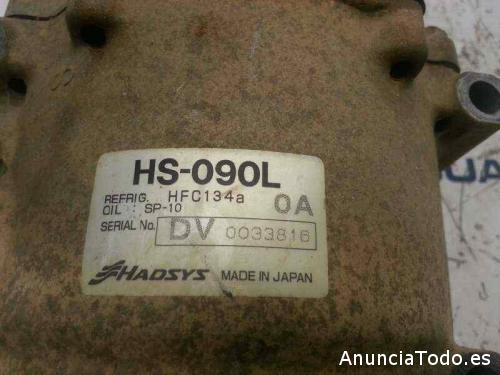 HS-090L
REFRIG. HFC134a
OIL : SP-10
0A
SERIAL No. DV 0033816
HADSYS MADE IN JAPAN
AnunciaTodo.es